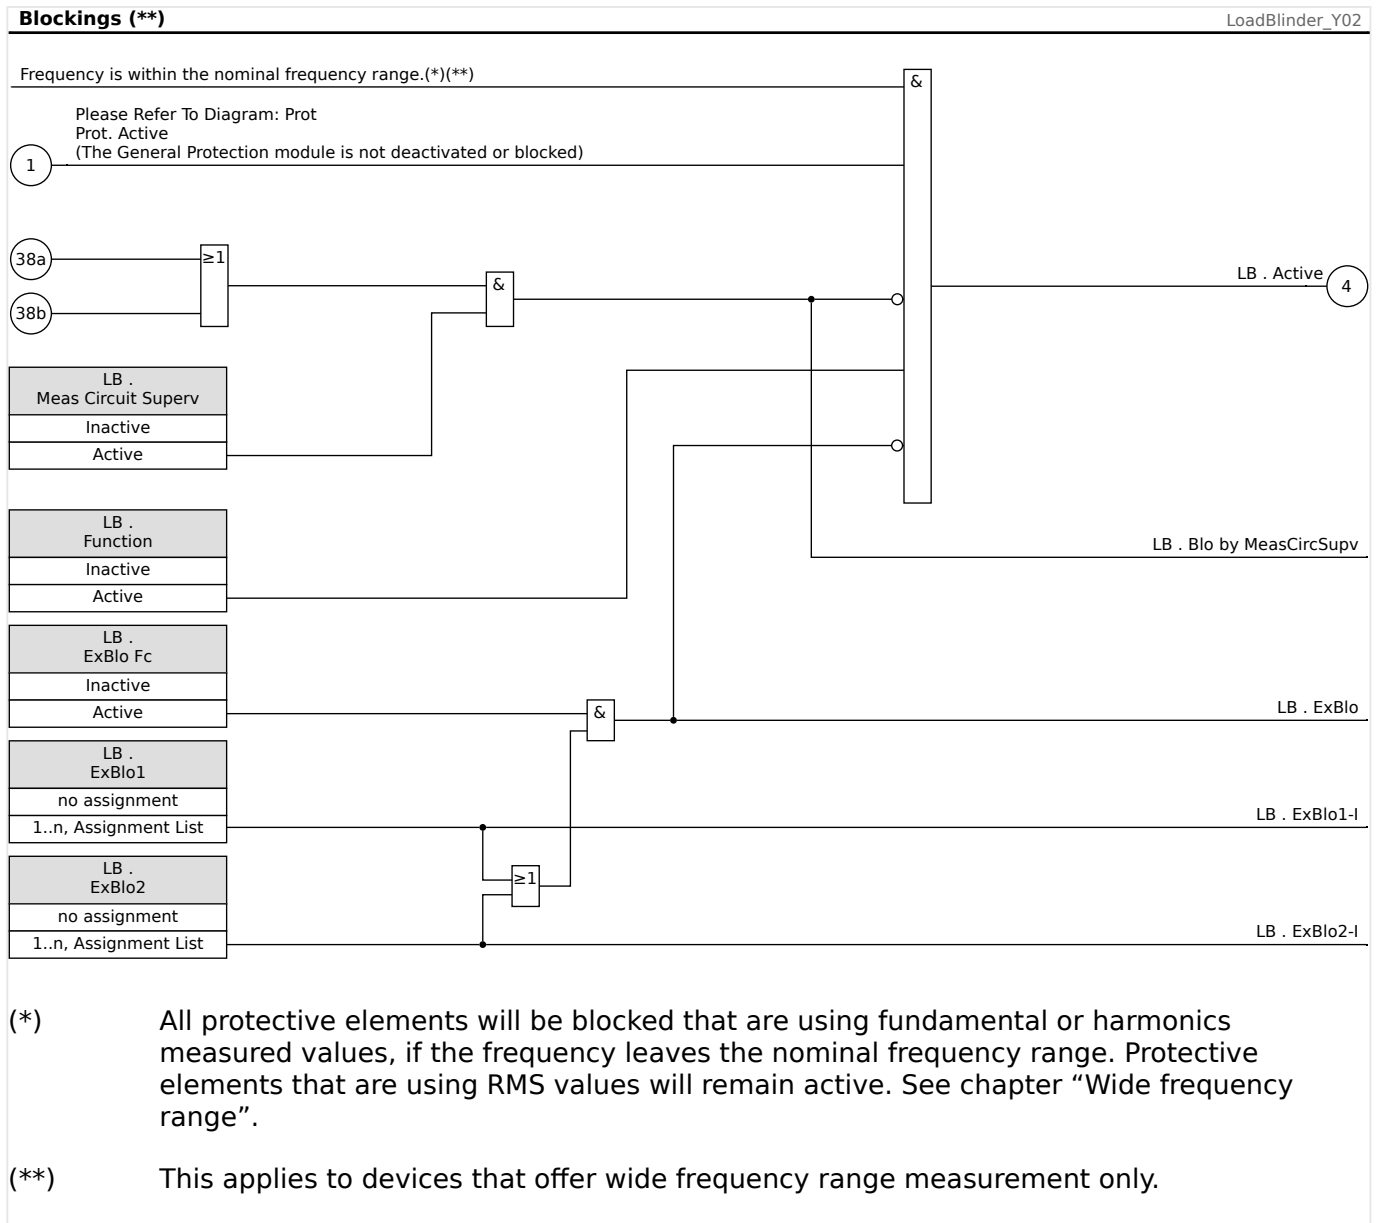 Blockings (**)
LoadBlinder_Y02
Frequency is within the nominal frequency range.(*)(**)
&
Please Refer To Diagram: Prot
Prot. Active
(The General Protection module is not deactivated or blocked)
1
38a
≥1
38b
&
LB . Active
4
LB .
Meas Circuit Superv
Inactive
Active
LB .
Function
Inactive
Active
LB . Blo by MeasCircSupv
LB .
ExBlo Fc
Inactive
Active
&
LB . ExBlo
LB .
ExBlo1
no assignment
1..n, Assignment List
LB . ExBlo1-I
LB .
ExBlo2
no assignment
1..n, Assignment List
≥1
LB . ExBlo2-I
(*) All protective elements will be blocked that are using fundamental or harmonics
measured values, if the frequency leaves the nominal frequency range. Protective
elements that are using RMS values will remain active. See chapter “Wide frequency
range”.
(**) This applies to devices that offer wide frequency range measurement only.